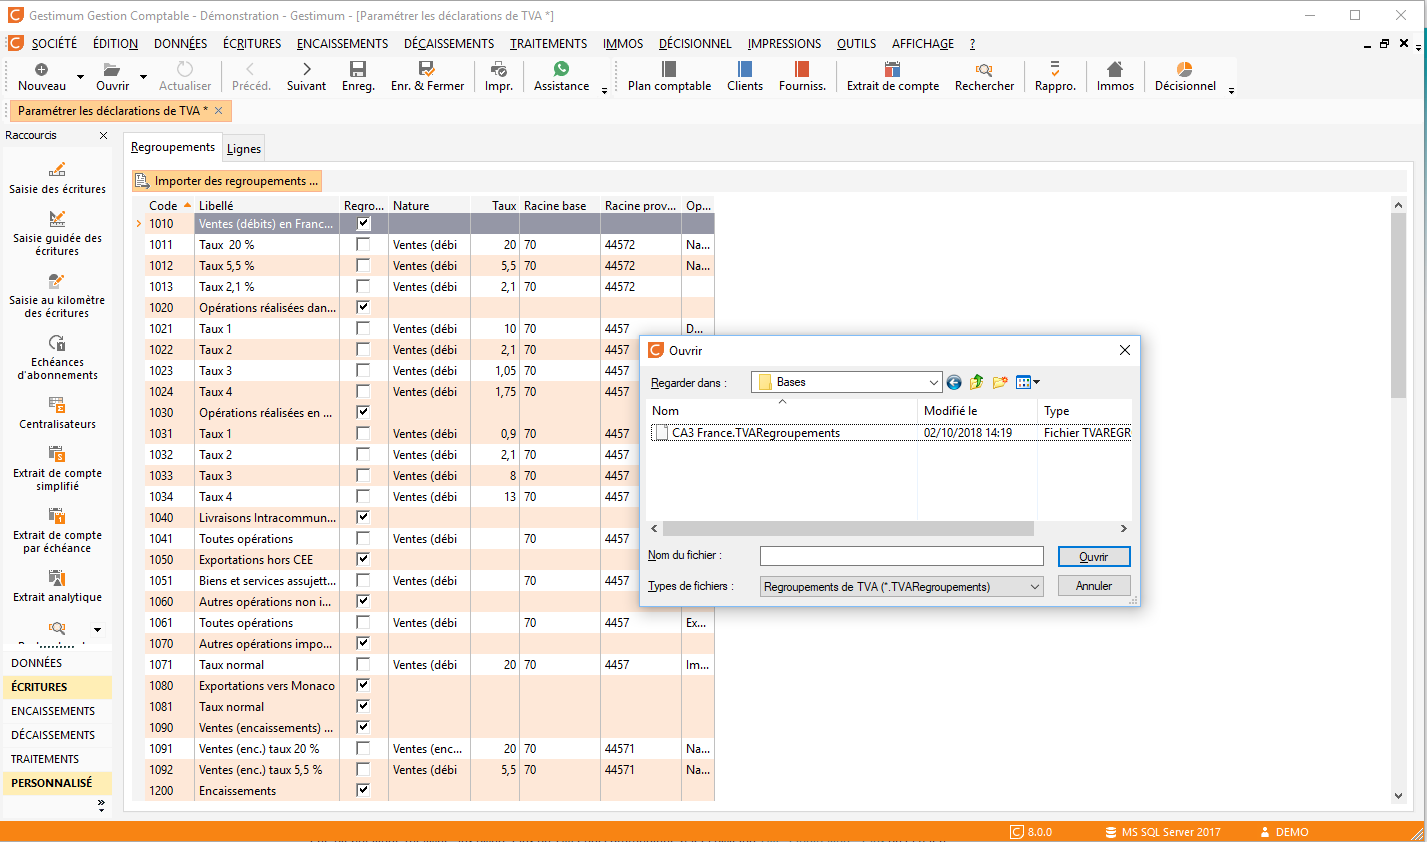 Gestimum Gestion Comptable - Démonstration - Gestimum - [Paramétrer les déclarations de TVA *]
SOCIÉTÉ ÉDITION DONNÉES ÉCRITURES ENCAISSEMENTS DÉCAISSEMENTS TRAITEMENTS IMMOS DÉCISIONNEL IMPRESSIONS OUTILS AFFICHAGE ?
Nouveau Ouvrir Actualiser Précéd. Suivant Enreg. Enr. & Fermer Impr. Assistance Plan comptable Clients Fourniss. Extrait de compte Rechercher Rappro. Immos Décisionnel
Paramétrer les déclarations de TVA *
Raccourcis
Saisie des écritures
Saisie guidée des
écritures
Saisie au kilomètre
des écritures
Echéances
d'abonnements
Centralisateurs
Extrait de compte
simplifié
Extrait de compte
par échéance
Extrait analytique
DONNÉES
ÉCRITURES
ENCAISSEMENTS
DÉCAISSEMENTS
TRAITEMENTS
PERSONNALISÉ
Regroupements Lignes
Importer des regroupements ...
Code Libellé Regro... Nature Taux Racine base Racine prov... Op...
1010 Ventes (débits) en Franc...
1011 Taux 20 % Ventes (débi 20 70 44572 Na...
1012 Taux 5,5 % Ventes (débi 5,5 70 44572 Na...
1013 Taux 2,1 % Ventes (débi 2,1 70 44572
1020 Opérations réalisées dan...
1021 Taux 1 Ventes (débi 10 70 4457 D...
1022 Taux 2 Ventes (débi 2,1 70 4457
1023 Taux 3 Ventes (débi 1,05 70 4457
1024 Taux 4 Ventes (débi 1,75 70 4457
1030 Opérations réalisées en ...
1031 Taux 1 Ventes (débi 0,9 70 4457
1032 Taux 2 Ventes (débi 2,1 70 4457
1033 Taux 3 Ventes (débi 8 70 4457
1034 Taux 4 Ventes (débi 13 70 4457
1040 Livraisons Intracommun...
1041 Toutes opérations Ventes (débi 70 4457
1050 Exportations hors CEE
1051 Biens et services assujett... Ventes (débi 70 4457
1060 Autres opérations non i...
1061 Toutes opérations Ventes (débi 70 4457 Ex...
1070 Autres opérations impo...
1071 Taux normal Ventes (débi 20 70 4457 Im...
1080 Exportations vers Monaco
1081 Taux normal
1090 Ventes (encaissements) ...
1091 Ventes (enc.) taux 20 % Ventes (enc... 20 70 44571 Na...
1092 Ventes (enc.) taux 5,5 % Ventes (débi 5,5 70 44571 Na...
1200 Encaissements
Ouvrir
Regarder dans : Bases
Nom Modifié le Type
CA3 France.TVARegroupements 02/10/2018 14:19 Fichier TVAREGR
Nom du fichier : Ouvrir
Types de fichiers : Regroupements de TVA (*.TVARegroupements) Annuler
8.0.0 MS SQL Server 2017 DEMO